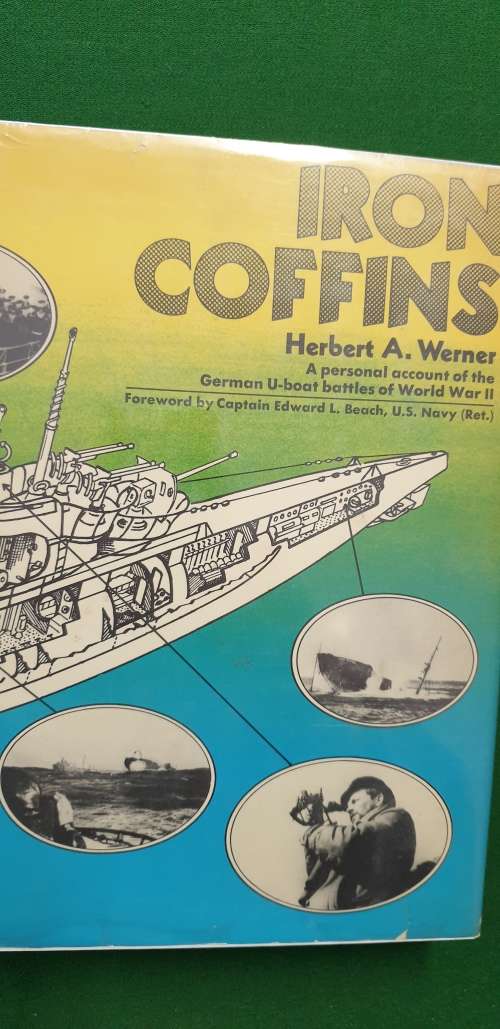 IRON
COFFINS
Herbert A. Werner
A personal account of the
German U-boat battles of World War II
Foreword by Captain Edward L. Beach, U.S. Navy (Ret.)